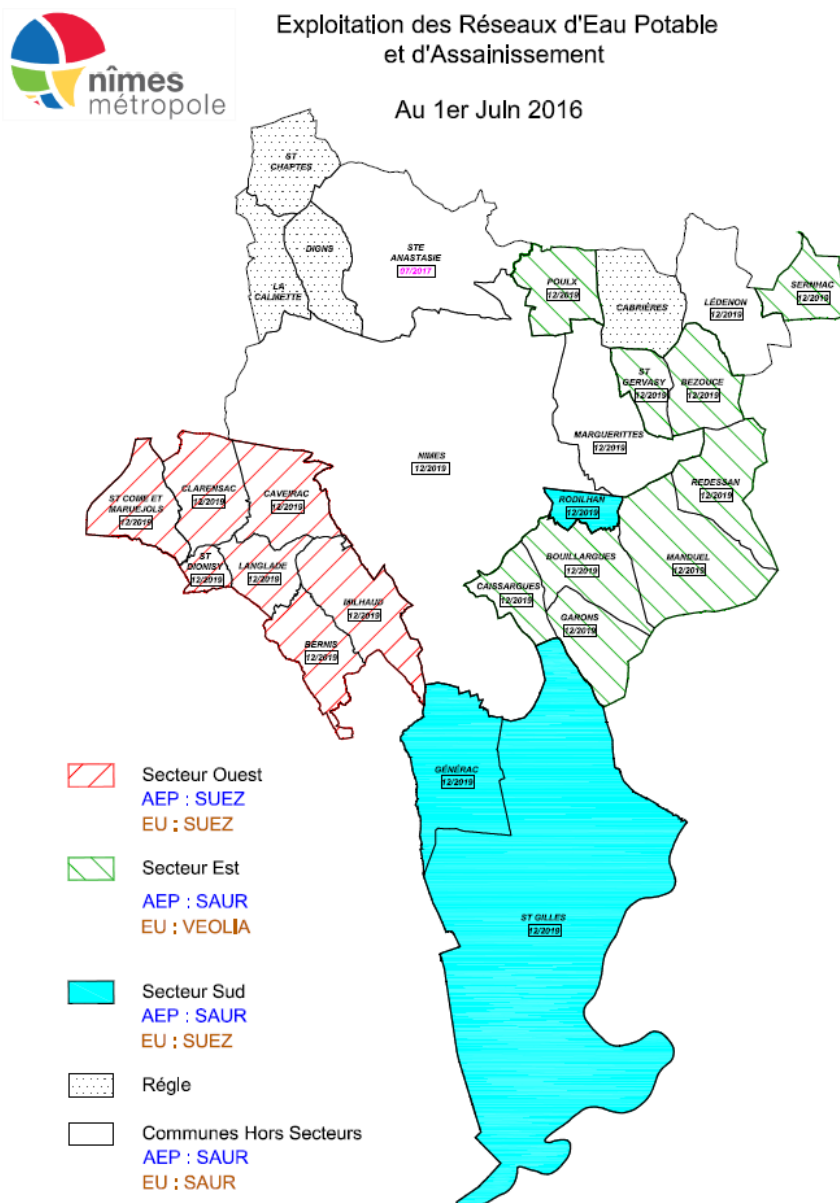 nîmes
métropole
Exploitation des Réseaux d'Eau Potable
et d'Assainissement
Au 1er Juin 2016
ST
CHAPTES
DIONS
LA
CALMETTE
STE
ANASTASIE
07/2017
POULX
12/2019
CABRIÈRES
LÉDENON
12/2019
SERNHAC
12/2019
ST
GERVASY
12/2019
BEZOUCE
12/2019
MARGUERITTES
12/2019
NIMES
12/2019
REDESSAN
12/2019
RODILHAN
12/2019
ST COME ET
MARUEJOLS
12/2019
CLARENSAC
12/2019
CAVEIRAC
12/2019
ST
DIONISY
12/2019
LANGLADE
12/2019
MILHAUD
12/2019
BERNIS
12/2019
BOUILLARGUES
12/2019
MANDUEL
12/2019
CAISSARGUES
12/2019
GARONS
12/2019
GÉNÉRAC
12/2019
ST GILLES
12/2019
Secteur Ouest
AEP : SUEZ
EU : SUEZ
Secteur Est
AEP : SAUR
EU : VEOLIA
Secteur Sud
AEP : SAUR
EU : SUEZ
Régie
Communes Hors Secteurs
AEP : SAUR
EU : SAUR